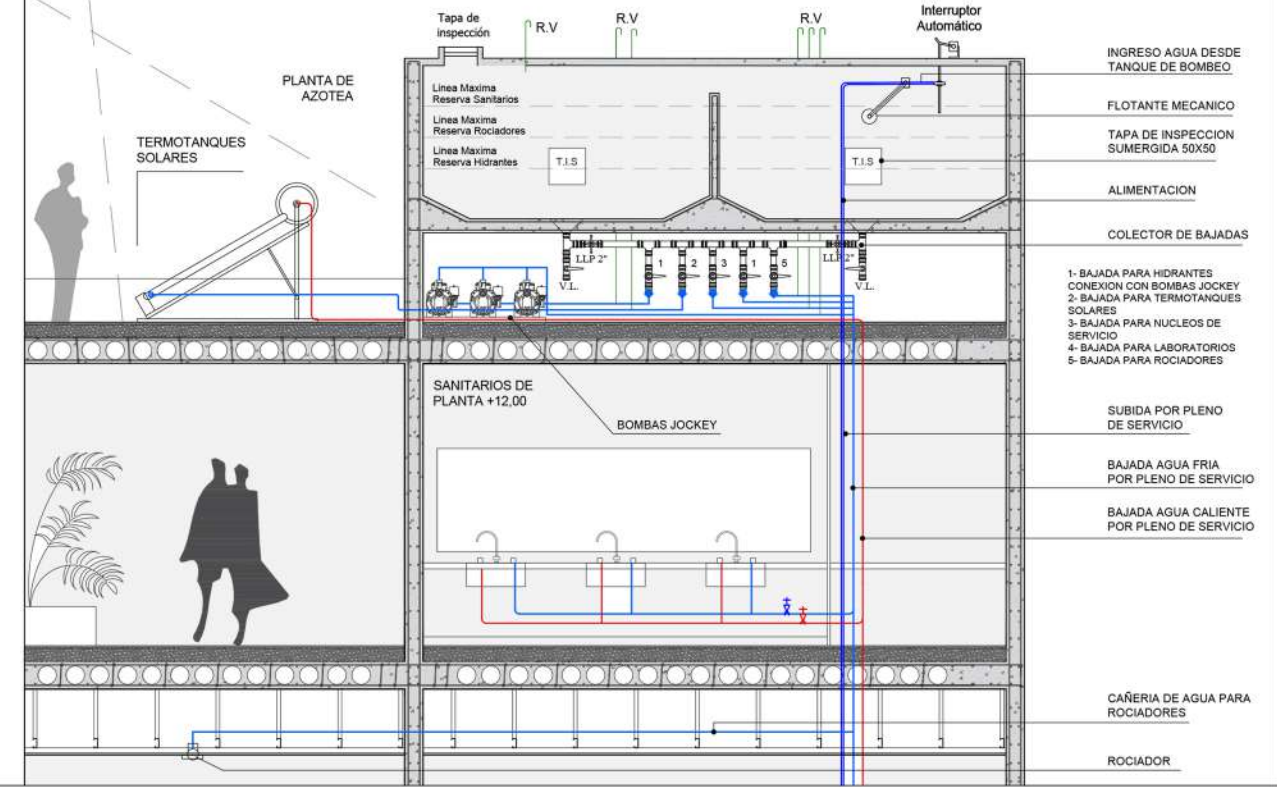 Tapa de
inspección
R.V
R.V
R.V
Interruptor
Automático
PLANTA DE
AZOTEA
TERMOTANQUES
SOLARES
Linea Maxima
Reserva Sanitarios
Linea Maxima
Reserva Rociadores
Linea Maxima
Reserva Hidrantes
T.I.S
T.I.S
INGRESO AGUA DESDE
TANQUE DE BOMBEO
FLOTANTE MECANICO
TAPA DE INSPECCION
SUMERGIDA 50X50
ALIMENTACION
COLECTOR DE BAJADAS
LLP 2"
V.L.
1
2
3
1
5
LLP 2"
V.L.
1- BAJADA PARA HIDRANTES
CONEXION CON BOMBAS JOCKEY
2- BAJADA PARA TERMOTANQUES
SOLARES
3- BAJADA PARA NUCLEOS DE
SERVICIO
4- BAJADA PARA LABORATORIOS
5- BAJADA PARA ROCIADORES
SANITARIOS DE
PLANTA +12,00
BOMBAS JOCKEY
SUBIDA POR PLENO
DE SERVICIO
BAJADA AGUA FRIA
POR PLENO DE SERVICIO
BAJADA AGUA CALIENTE
POR PLENO DE SERVICIO
CAÑERIA DE AGUA PARA
ROCIADORES
ROCIADOR